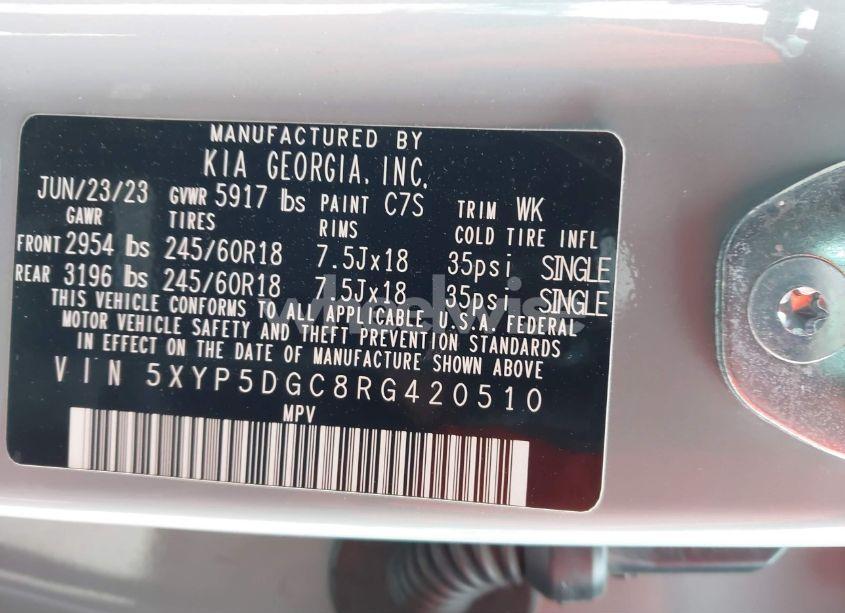 MANUFACTURED BY
KIA GEORGIA, INC.
JUN/23/23 GVWR 5917 lbs PAINT C7S TRIM WK
GAWR TIRES RIMS COLD TIRE INFL
FRONT 2954 lbs 245/60R18 7.5Jx18 35psi SINGLE
REAR 3196 lbs 245/60R18 7.5Jx18 35psi SINGLE
THIS VEHICLE CONFORMS TO ALL APPLICABLE U.S.A. FEDERAL
MOTOR VEHICLE SAFETY AND THEFT PREVENTION STANDARDS
IN EFFECT ON THE DATE OF MANUFACTURE SHOWN ABOVE
VIN 5XYP5DGC8RG420510
MPV